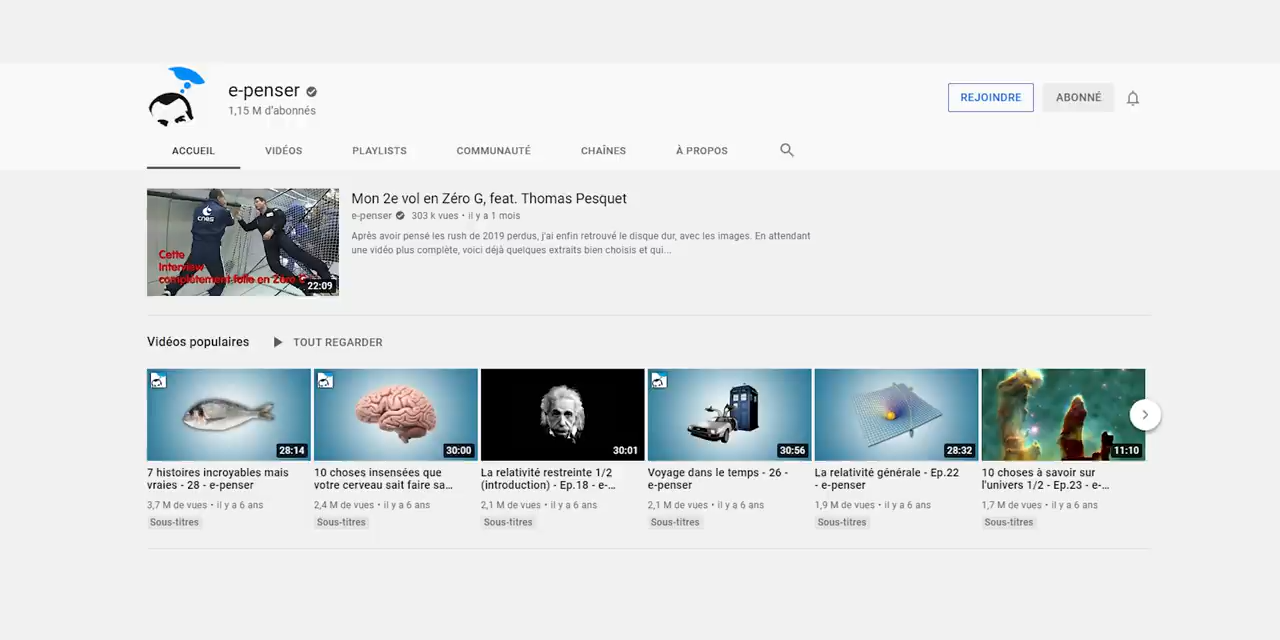 e-penser
1,15 M d'abonnés
REJOINDRE
ABONNÉ
ACCUEIL
VIDÉOS
PLAYLISTS
COMMUNAUTÉ
CHAÎNES
À PROPOS
cnes
Cette
Interview
complètement folle en Zéro G
22:09
Mon 2e vol en Zéro G, feat. Thomas Pesquet
e-penser 303 k vues • il y a 1 mois
Après avoir pensé les rush de 2019 perdus, j'ai enfin retrouvé le disque dur, avec les images. En attendant
une vidéo plus complète, voici déjà quelques extraits bien choisis et qui...
Vidéos populaires
TOUT REGARDER
28:14
7 histoires incroyables mais
vraies - 28 - e-penser
3,7 M de vues • il y a 6 ans
Sous-titres
30:00
10 choses insensées que
votre cerveau sait faire sa...
2,4 M de vues • il y a 6 ans
Sous-titres
30:01
La relativité restreinte 1/2
(introduction) - Ep.18 - e-...
2,1 M de vues • il y a 6 ans
Sous-titres
30:56
Voyage dans le temps - 26 -
e-penser
2,1 M de vues • il y a 6 ans
Sous-titres
28:32
La relativité générale - Ep.22
- e-penser
1,9 M de vues • il y a 6 ans
Sous-titres
11:10
10 choses à savoir sur
l'univers 1/2 - Ep.23 - e-...
1,7 M de vues • il y a 6 ans
Sous-titres